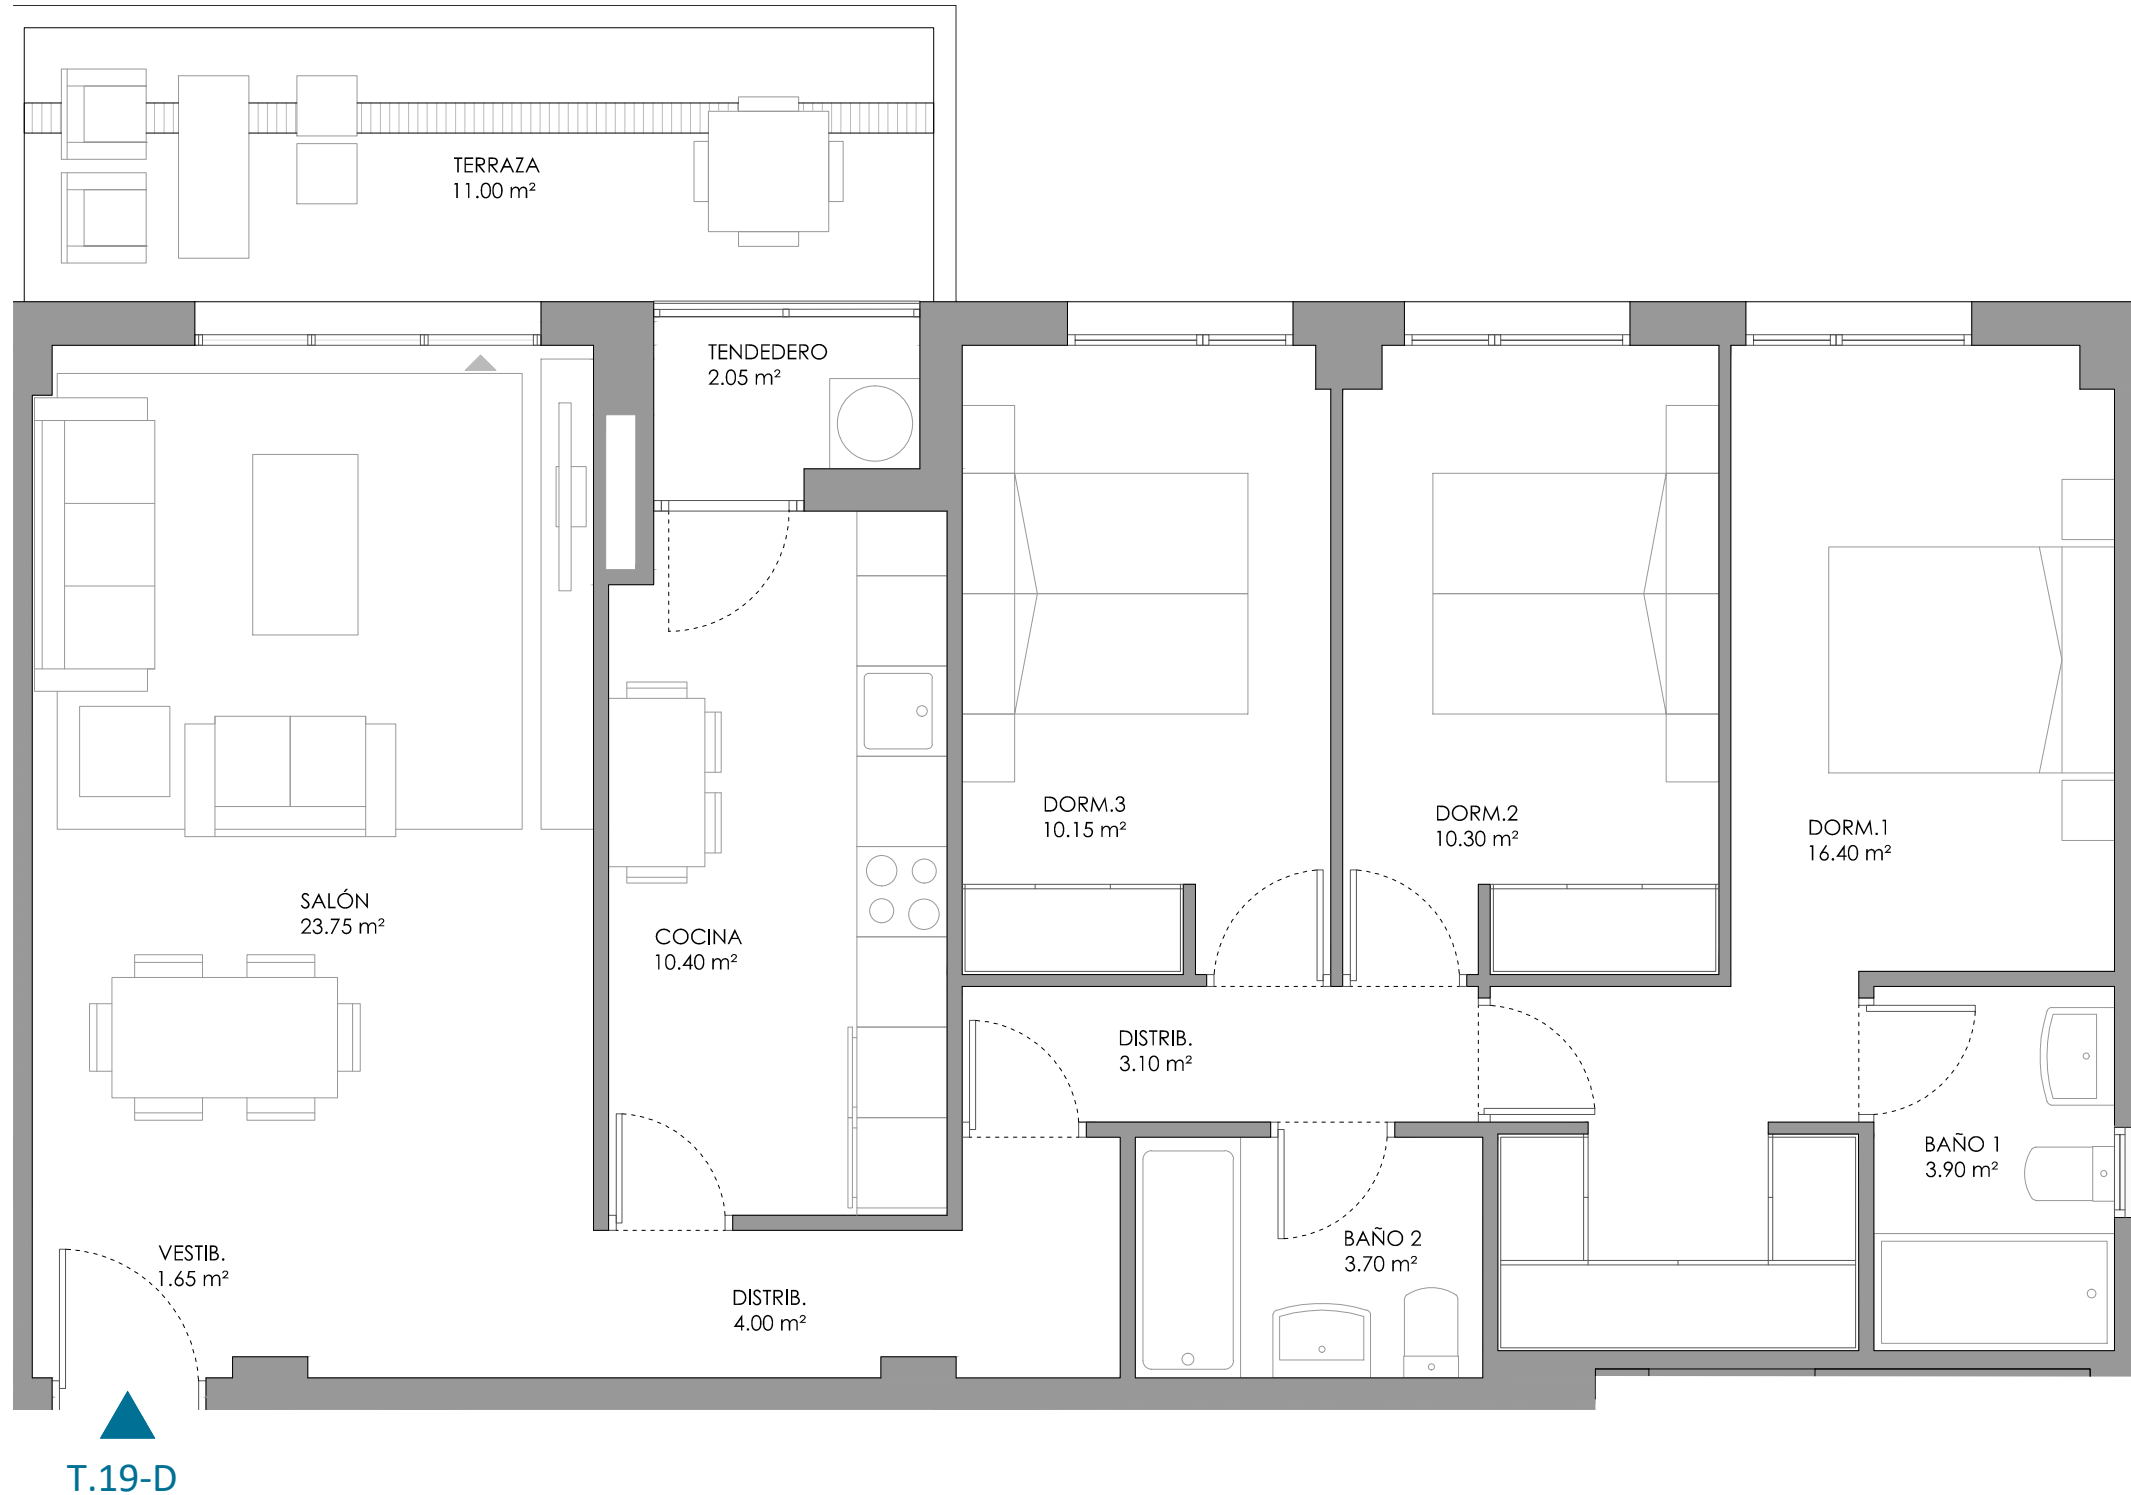 TERRAZA
11.00 m²
TENDEDERO
2.05 m²
DORM.3
10.15 m²
DORM.2
10.30 m²
DORM.1
16.40 m²
SALÓN
23.75 m²
COCINA
10.40 m²
DISTRIB.
3.10 m²
BAÑO 1
3.90 m²
VESTIB.
1.65 m²
BAÑO 2
3.70 m²
DISTRIB.
4.00 m²
T.19-D